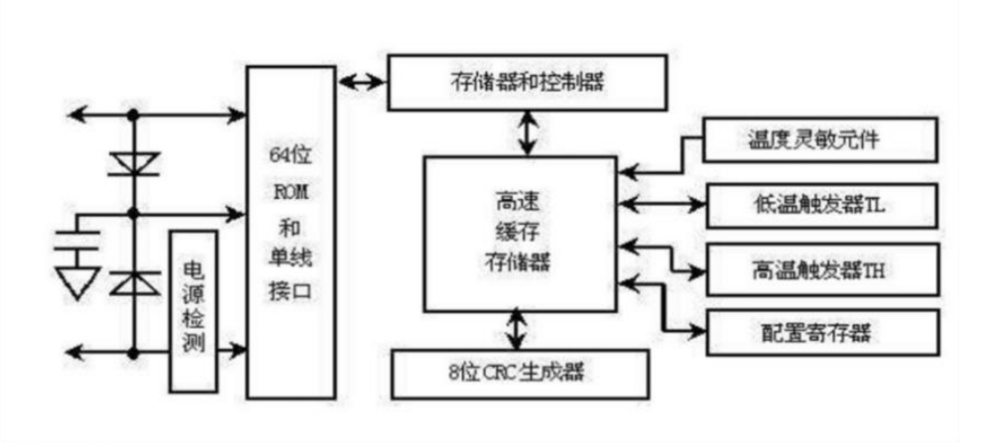 存储器和控制器
64位
ROM
和
单线
接口
电
源
检
测
高速
缓存
存储器
8位CRC生成器
温度灵敏元件
低温触发器TL
高温触发器TH
配置寄存器